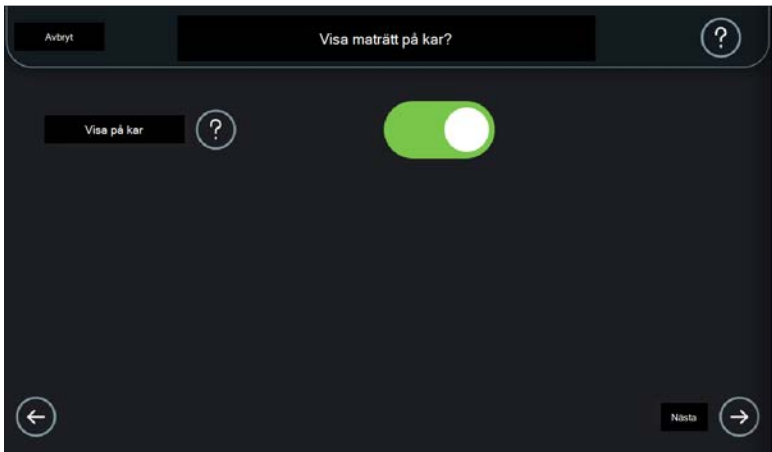 Avbryt
Visa maträtt på kar?
?
Visa på kar
?
Nästa